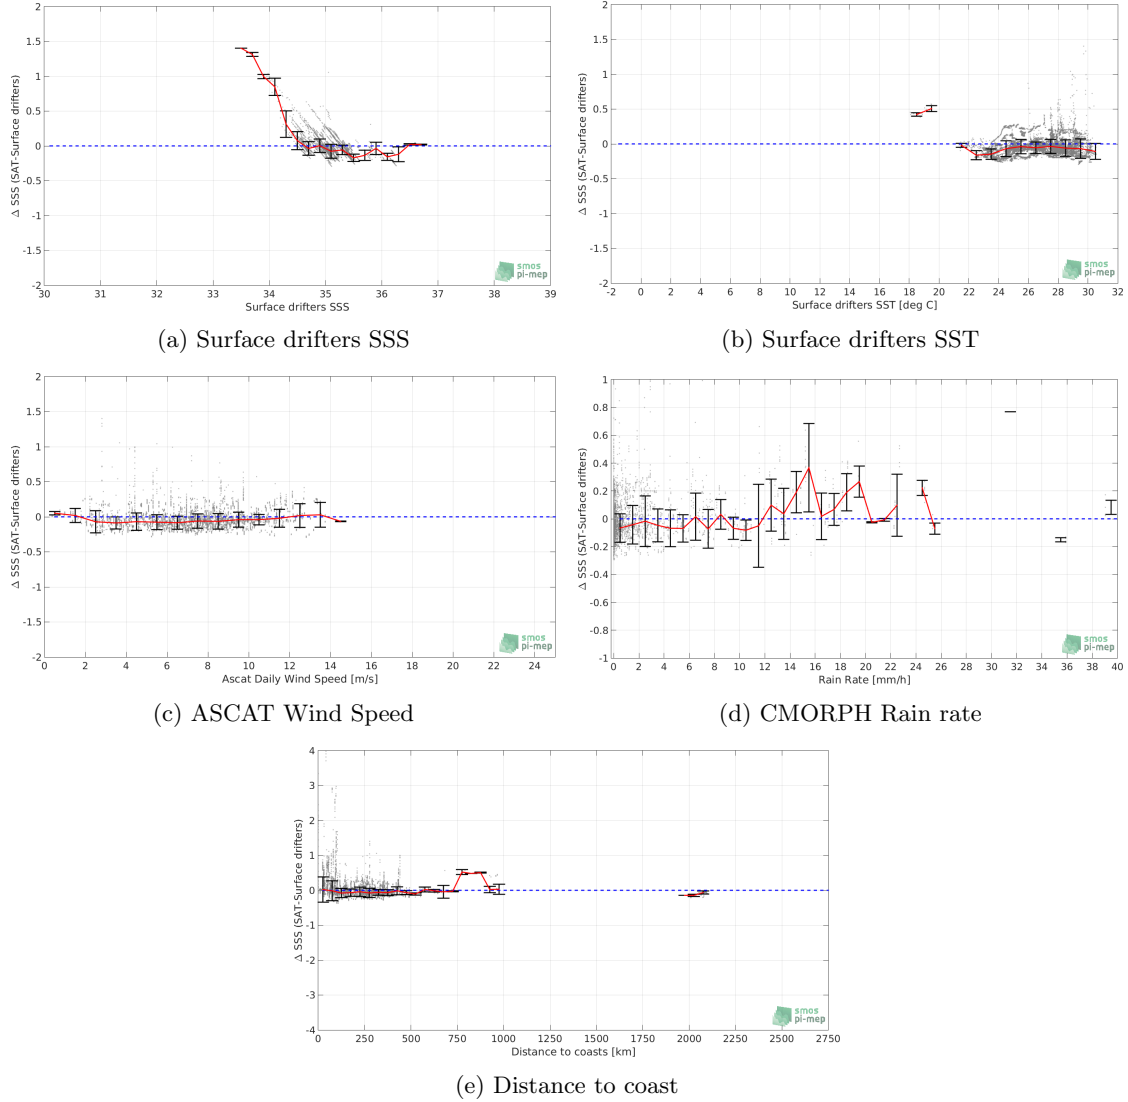 2
1.5
1
0.5
0
-0.5
-1
-1.5
-2
30 31 32 33 34 35 36 37 38 39
Δ SSS (SAT-Surface drifters)
Surface drifters SSS
smos
pi-mep
(a) Surface drifters SSS
2
1.5
1
0.5
0
-0.5
-1
-1.5
-2
-2 0 2 4 6 8 10 12 14 16 18 20 22 24 26 28 30 32
Δ SSS (SAT-Surface drifters)
Surface drifters SST [deg C]
smos
pi-mep
(b) Surface drifters SST
2
1.5
1
0.5
0
-0.5
-1
-1.5
-2
0 2 4 6 8 10 12 14 16 18 20 22 24
Δ SSS (SAT-Surface drifters)
Ascat Daily Wind Speed [m/s]
smos
pi-mep
(c) ASCAT Wind Speed
1
0.8
0.6
0.4
0.2
0
-0.2
-0.4
-0.6
-0.8
-1
0 2 4 6 8 10 12 14 16 18 20 22 24 26 28 30 32 34 36 38 40
Δ SSS (SAT-Surface drifters)
Rain Rate [mm/h]
smos
pi-mep
(d) CMORPH Rain rate
4
3
2
1
0
-1
-2
-3
-4
0 250 500 750 1000 1250 1500 1750 2000 2250 2500 2750
Δ SSS (SAT-Surface drifters)
Distance to coasts [km]
smos
pi-mep
(e) Distance to coast